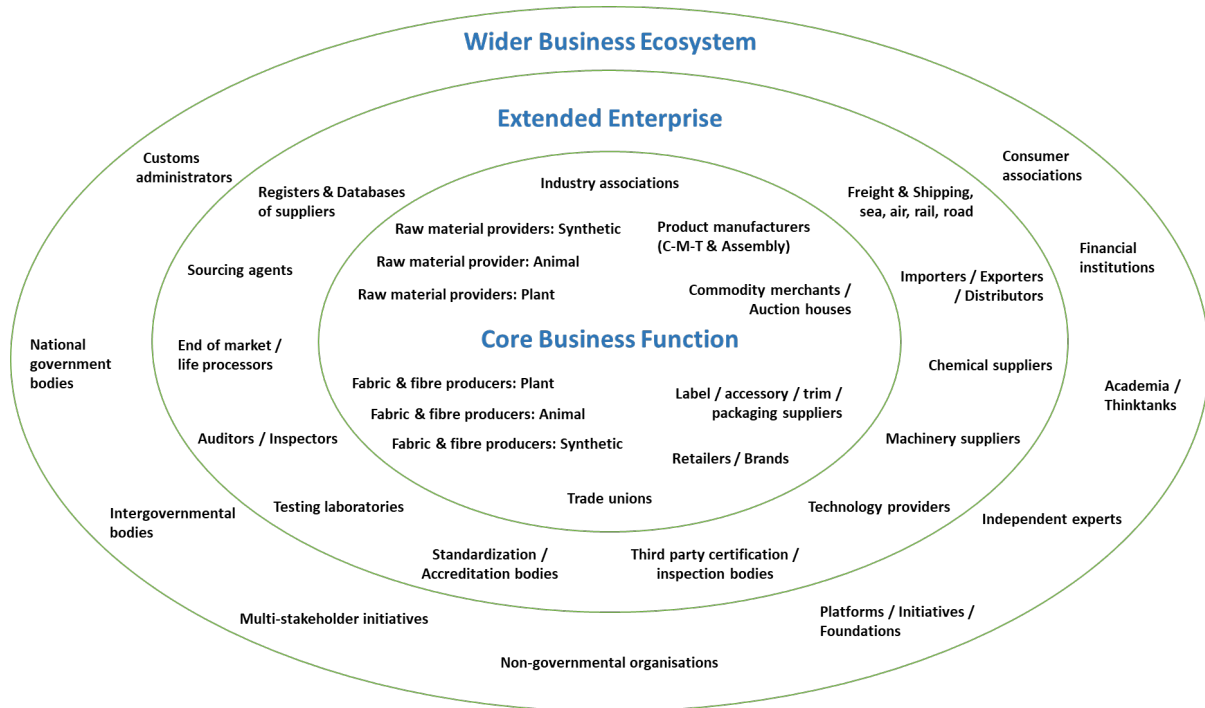 Wider Business Ecosystem
Extended Enterprise
Customs
administrators
Consumer
associations
Registers & Databases
of suppliers
Industry associations
Freight & Shipping,
sea, air, rail, road
Raw material providers: Synthetic
Product manufacturers
(C-M-T & Assembly)
Sourcing agents
Raw material provider: Animal
Importers / Exporters
/ Distributors
Financial
institutions
Raw material providers: Plant
Commodity merchants /
Auction houses
National
government
bodies
End of market /
life processors
Core Business Function
Chemical suppliers
Fabric & fibre producers: Plant
Label / accessory / trim /
packaging suppliers
Academia /
Thinktanks
Fabric & fibre producers: Animal
Auditors / Inspectors
Fabric & fibre producers: Synthetic
Machinery suppliers
Retailers / Brands
Trade unions
Testing laboratories
Technology providers
Intergovernmental
bodies
Independent experts
Standardization /
Accreditation bodies
Third party certification /
inspection bodies
Multi-stakeholder initiatives
Platforms / Initiatives /
Foundations
Non-governmental organisations